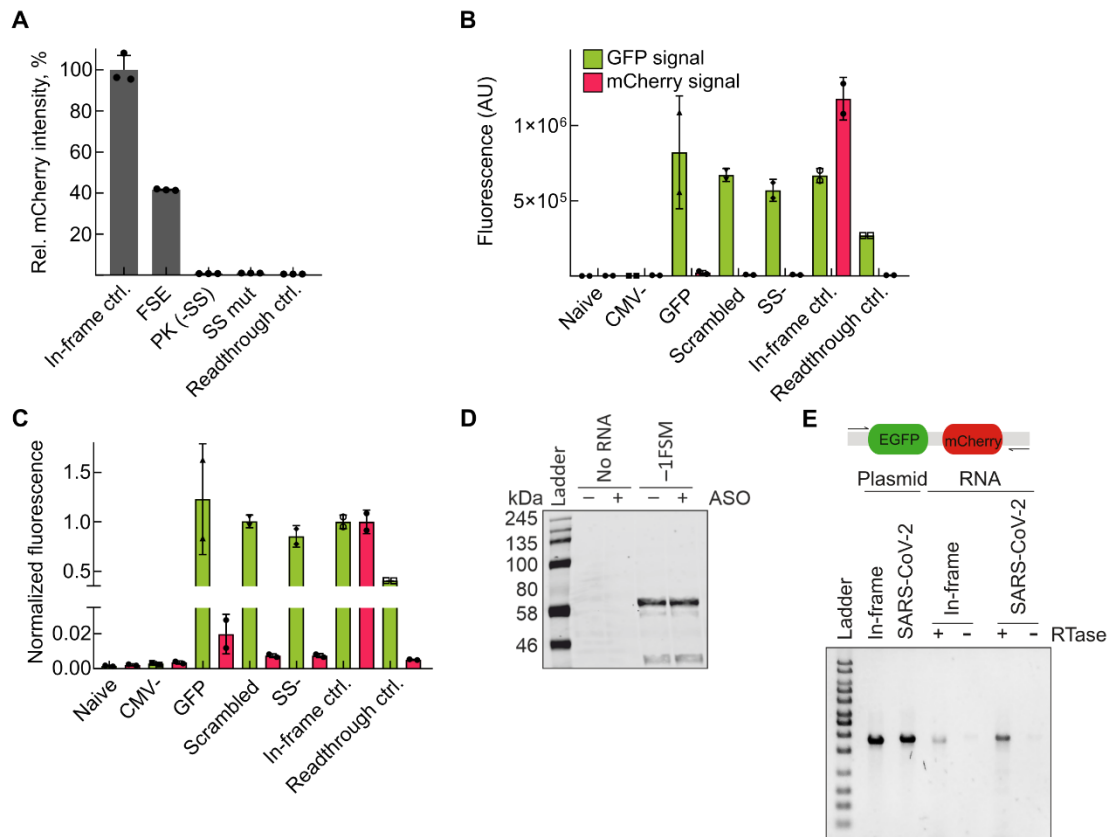 A
Rel. mCherry intensity, %
100
80
60
40
20
In-frame ctrl.
FSE
PK (-SS)
SS mut
Readthrough ctrl.
B
GFP signal
mCherry signal
Fluorescence (AU)
1×10⁶
5×10⁵
Naive
CMV-
GFP
Scrambled
SS-
In-frame ctrl.
Readthrough ctrl.
C
Normalized fluorescence
1.5
1.0
0.5
0.02
0.00
Naive
CMV-
GFP
Scrambled
SS-
In-frame ctrl.
Readthrough ctrl.
D
Ladder
No RNA
−1FSM
kDa
− + − + ASO
245
135
100
80
58
46
E
EGFP
mCherry
Plasmid RNA
Ladder
In-frame
SARS-CoV-2
In-frame
SARS-CoV-2
+ - + - RTase